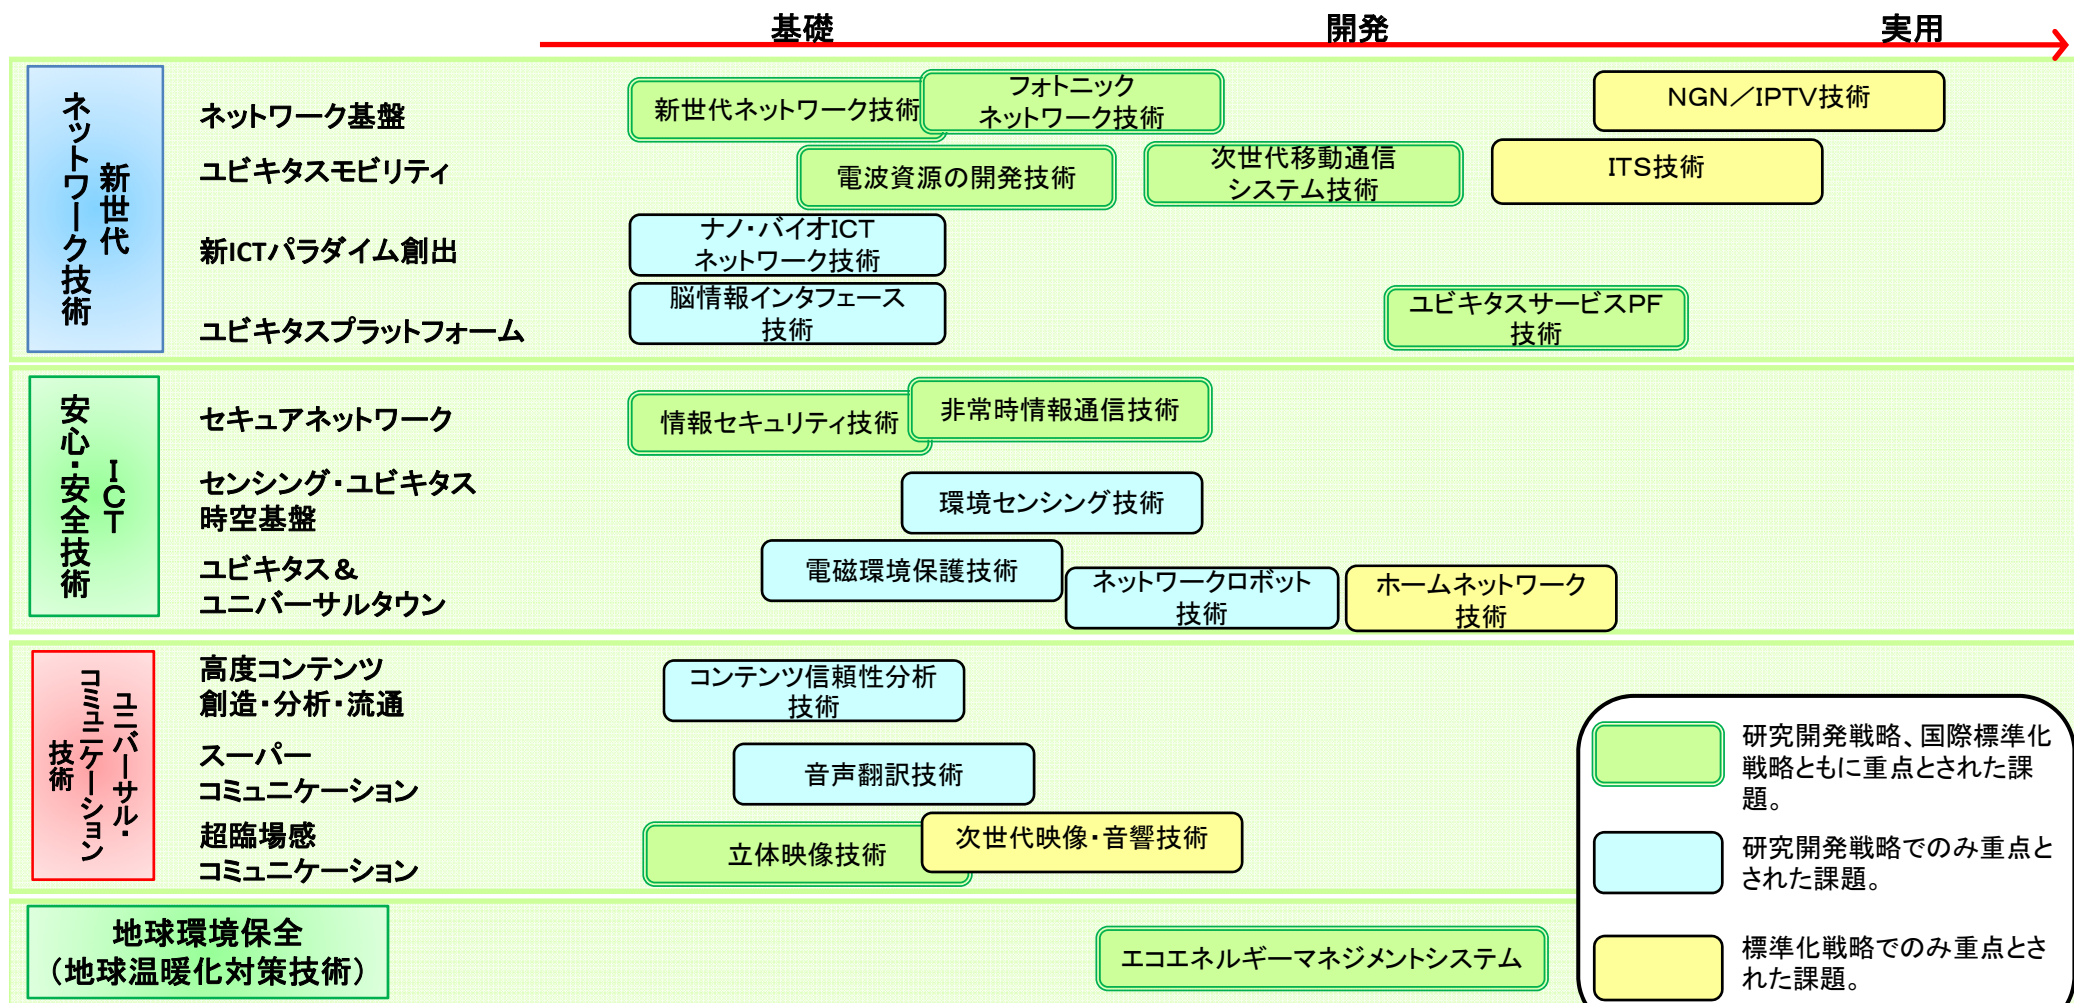 基礎
開発
実用
新世代
ネットワーク技術
ネットワーク基盤
新世代ネットワーク技術
フォトニック
ネットワーク技術
NGN／IPTV技術
ユビキタスモビリティ
電波資源の開発技術
次世代移動通信
システム技術
ITS技術
新ICTパラダイム創出
ナノ・バイオICT
ネットワーク技術
ユビキタスプラットフォーム
脳情報インタフェース
技術
ユビキタスサービスPF
技術
安心・安全技術
ICT
セキュアネットワーク
情報セキュリティ技術
非常時情報通信技術
センシング・ユビキタス
時空基盤
環境センシング技術
ユビキタス＆
ユニバーサルタウン
電磁環境保護技術
ネットワークロボット
技術
ホームネットワーク
技術
ユニバーサル・
コミュニケーション
技術
高度コンテンツ
創造・分析・流通
コンテンツ信頼性分析
技術
スーパー
コミュニケーション
音声翻訳技術
超臨場感
コミュニケーション
立体映像技術
次世代映像・音響技術
地球環境保全
（地球温暖化対策技術）
エコエネルギーマネジメントシステム
研究開発戦略、国際標準化
戦略ともに重点とされた課
題。
研究開発戦略でのみ重点と
された課題。
標準化戦略でのみ重点とさ
れた課題。